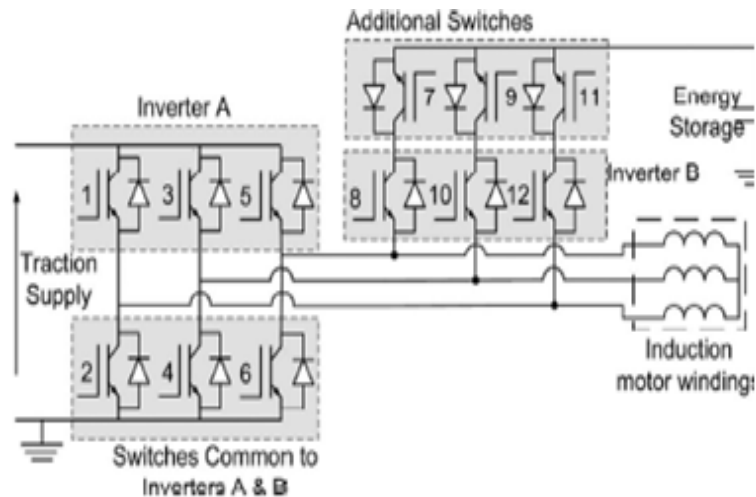 Additional Switches
7
9
11
Energy
Storage
Inverter A
1
3
5
Inverter B
8
10
12
Traction
Supply
2
4
6
Induction
motor windings
Switches Common to
Inverters A & B